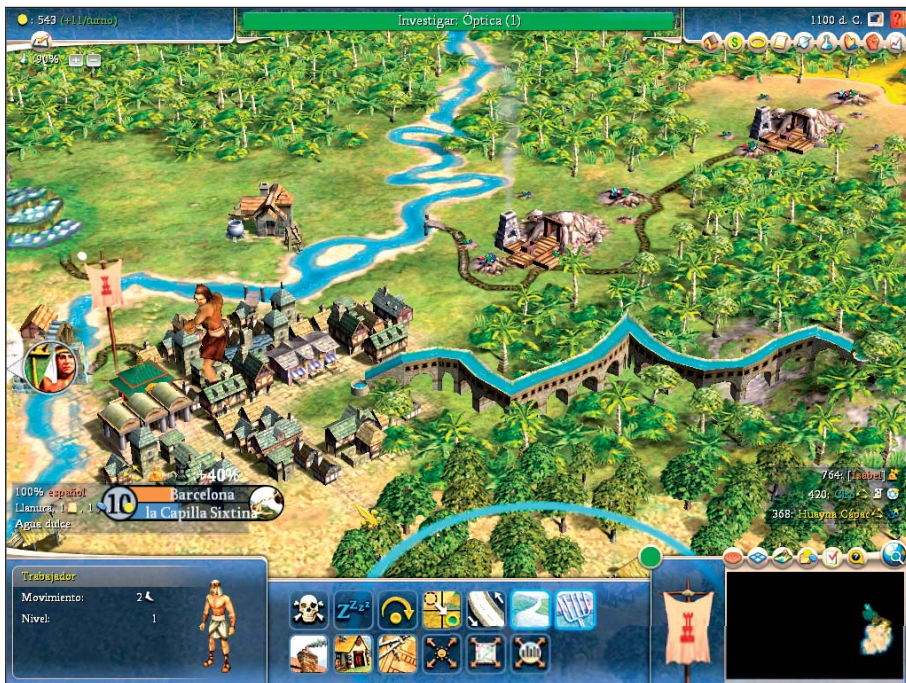 : 543 (+11/turno)
Investigar: Óptica (1)
1100 d. C.
90%
+40%
100% español
Llanura, 1 , 1
Agua dulce
10
Barcelona
la Capilla Sixtina
764: [Isabel]
420:
368: Huayna Cápac
Trabajador
Movimiento: 2
Nivel: 1
Zzzzz